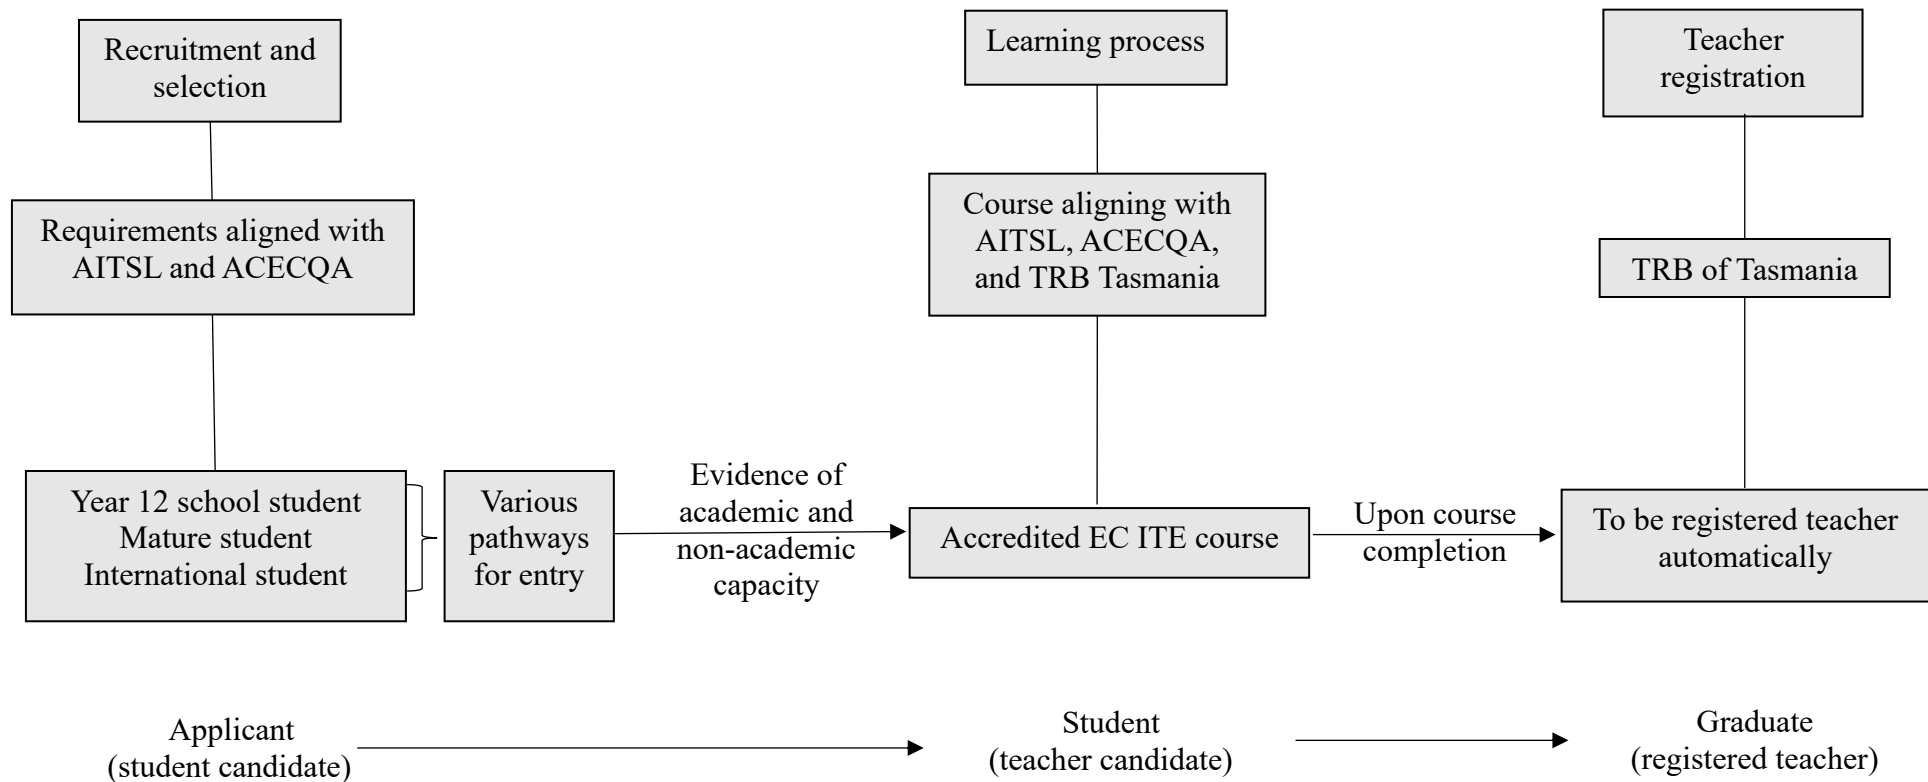 Recruitment and
selection
Learning process
Teacher
registration
Requirements aligned with
AITSL and ACECQA
Course aligning with
AITSL, ACECQA,
and TRB Tasmania
TRB of Tasmania
Year 12 school student
Mature student
International student
Various
pathways
for entry
Evidence of
academic and
non-academic
capacity
Accredited EC ITE course
Upon course
completion
To be registered teacher
automatically
Applicant
(student candidate)
Student
(teacher candidate)
Graduate
(registered teacher)